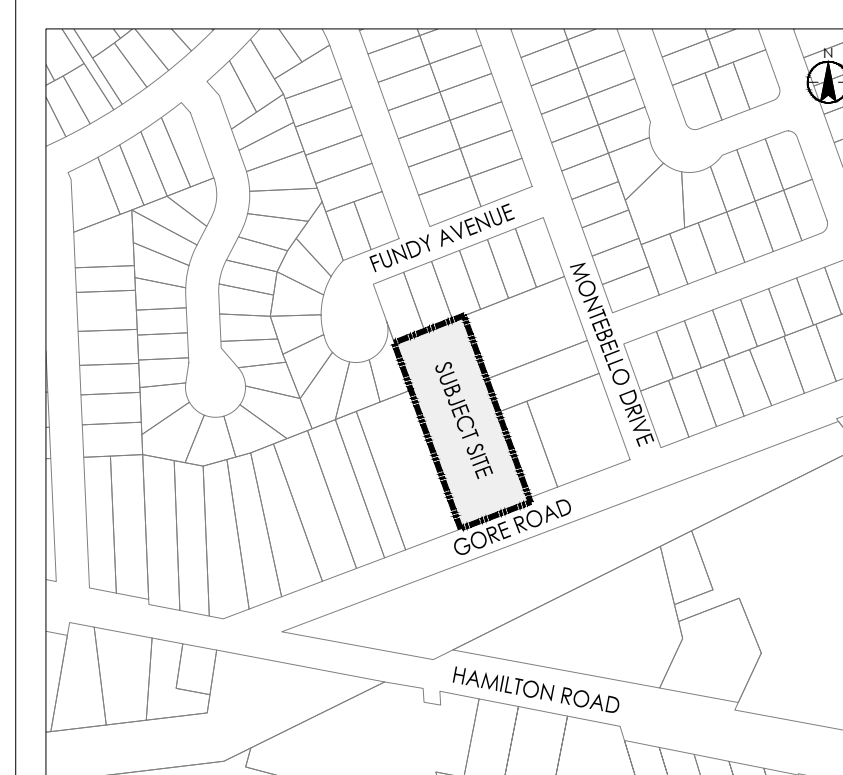 N
FUNDY AVENUE
MONTEBELLO DRIVE
SUBJECT SITE
GORE ROAD
HAMILTON ROAD